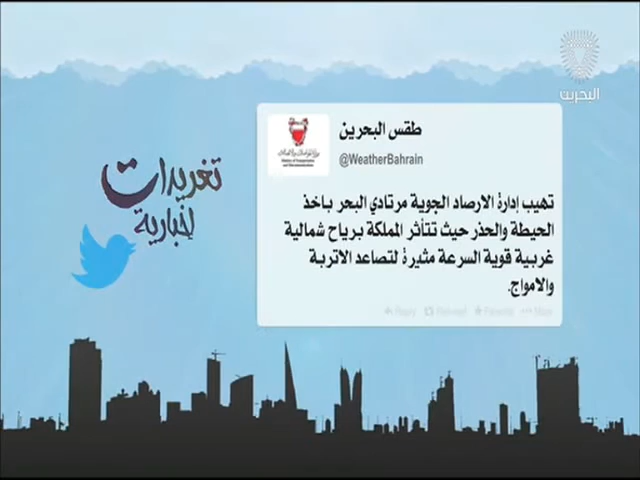 البحرين
طقس البحرين
@WeatherBahrain
تغريدات
إخبارية
تهيب إدارة الارصاد الجوية مرتادي البحر باخذ
الحيطة والحذر حيث تتأثر المملكة برياح شمالية
غربية قوية السرعة مثيرة لتصاعد الاتربة
والامواج.
Reply Retweet Favorite More